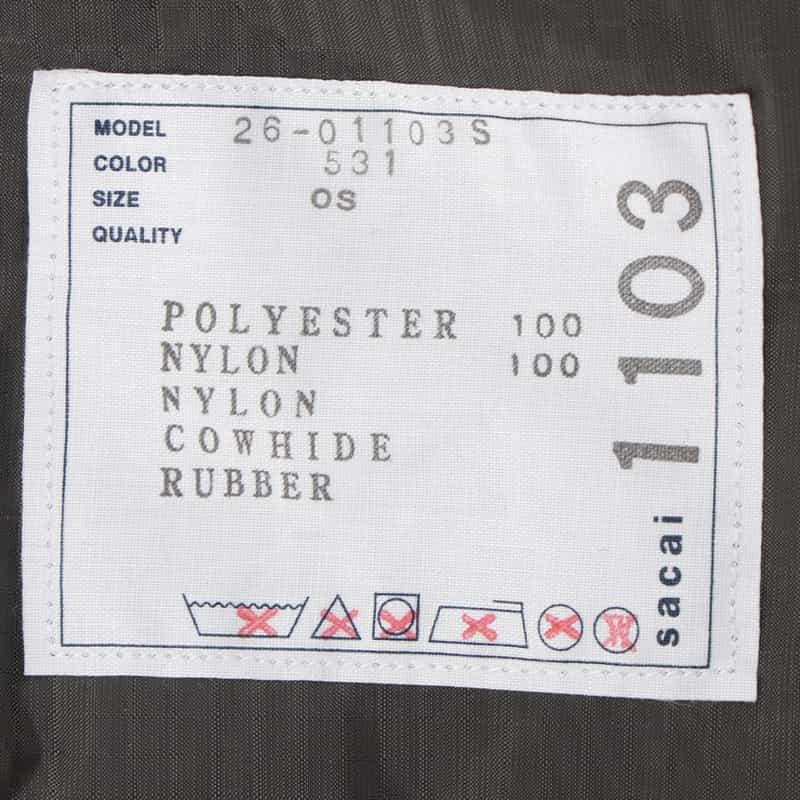 MODEL 26-01103S
COLOR 531
SIZE OS
QUALITY
POLYESTER 100
NYLON 100
NYLON
COWHIDE
RUBBER
sacai 1103
W